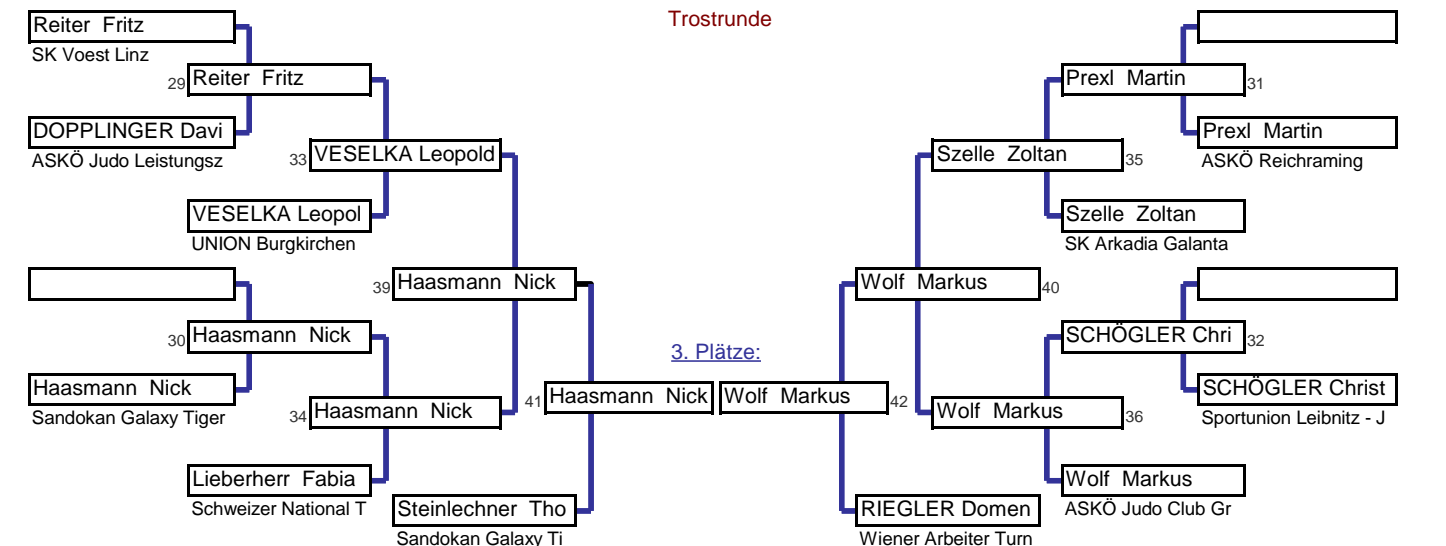 Trostrunde
Reiter Fritz
SK Voest Linz
29 Reiter Fritz
DOPPLINGER Davi
ASKÖ Judo Leistungsz
33 VESELKA Leopold
VESELKA Leopol
UNION Burgkirchen
39 Haasmann Nick
30 Haasmann Nick
Haasmann Nick
Sandokan Galaxy Tiger
34 Haasmann Nick
Lieberherr Fabia
Schweizer National T
Steinlechner Tho
Sandokan Galaxy Ti
3. Plätze:
41 Haasmann Nick
Wolf Markus 42
Prexl Martin 31
Prexl Martin
ASKÖ Reichraming
Szelle Zoltan 35
Szelle Zoltan
SK Arkadia Galanta
Wolf Markus 40
SCHÖGLER Chri 32
SCHÖGLER Christ
Sportunion Leibnitz - J
Wolf Markus 36
Wolf Markus
ASKÖ Judo Club Gr
RIEGLER Domen
Wiener Arbeiter Turn